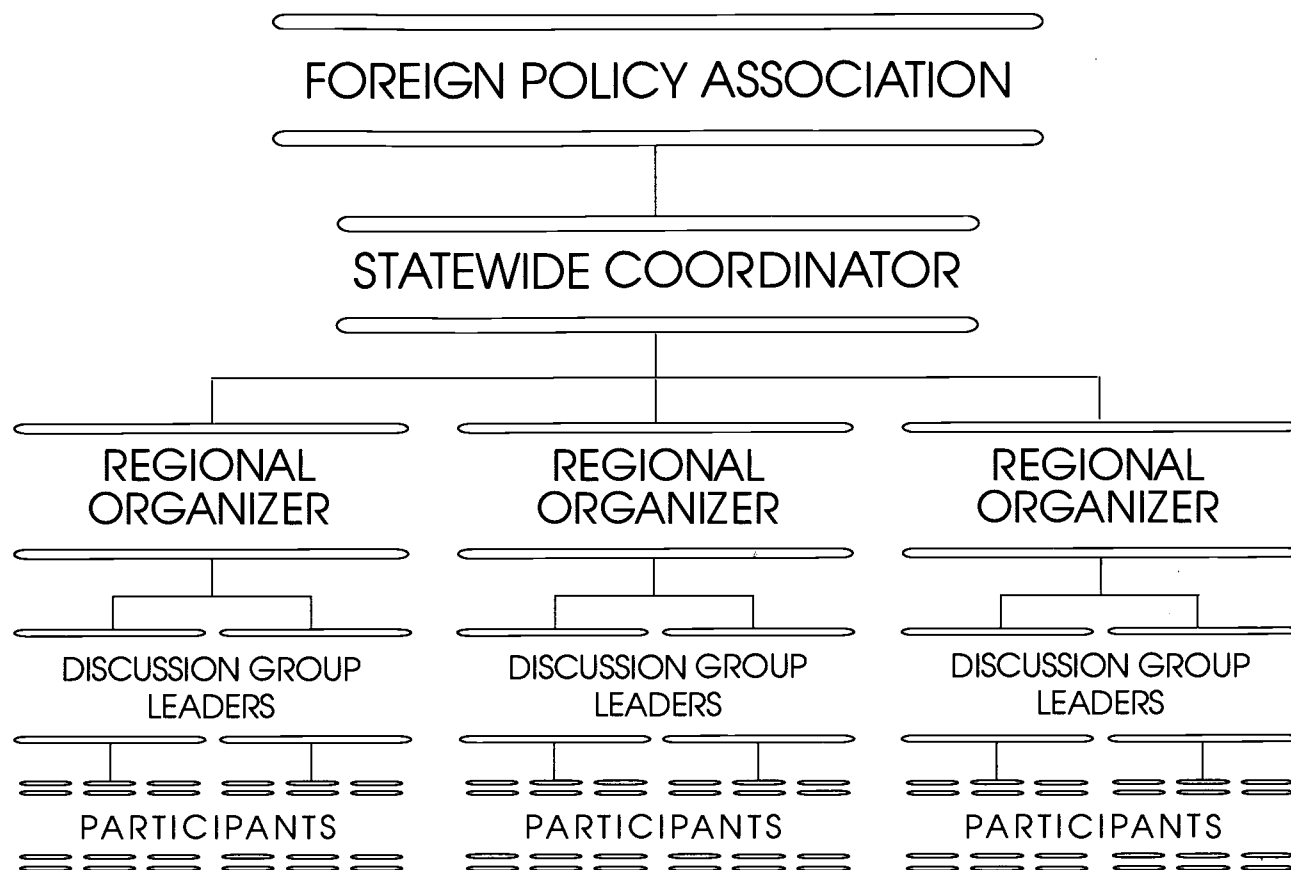 FOREIGN POLICY ASSOCIATION
STATEWIDE COORDINATOR
REGIONAL
ORGANIZER
REGIONAL
ORGANIZER
REGIONAL
ORGANIZER
DISCUSSION GROUP
LEADERS
DISCUSSION GROUP
LEADERS
DISCUSSION GROUP
LEADERS
PARTICIPANTS
PARTICIPANTS
PARTICIPANTS